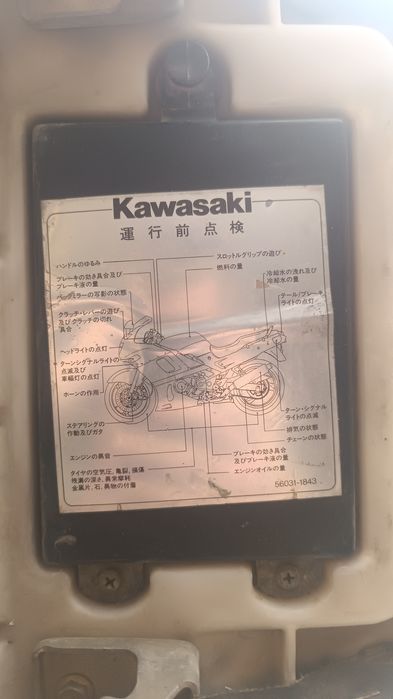 Kawasaki
運行前点検
ハンドルのゆるみ
ブレーキの効き具合及び
ブレーキ液の量
バックミラーの写影の状態
クラッチ・レバーの遊び
及びクラッチの切れ
具合
ヘッドライトの点灯
ターンシグナルライトの
点滅及び
車幅灯の点灯
ホーンの作用
ステアリングの
作動及びガタ
エンジンの異音
タイヤの空気圧, 亀裂, 損傷
残溝の深さ, 異常摩耗
金属片, 石, 異物の付着
スロットルグリップの遊び
燃料の量
冷却水の洩れ及び
冷却水の量
テール/ブレーキ
ライトの点灯
ターン・シグナル
ライトの点滅
排気の状態
チェーンの状態
ブレーキの効き具合
及びブレーキ液の量
エンジンオイルの量
56031-1843